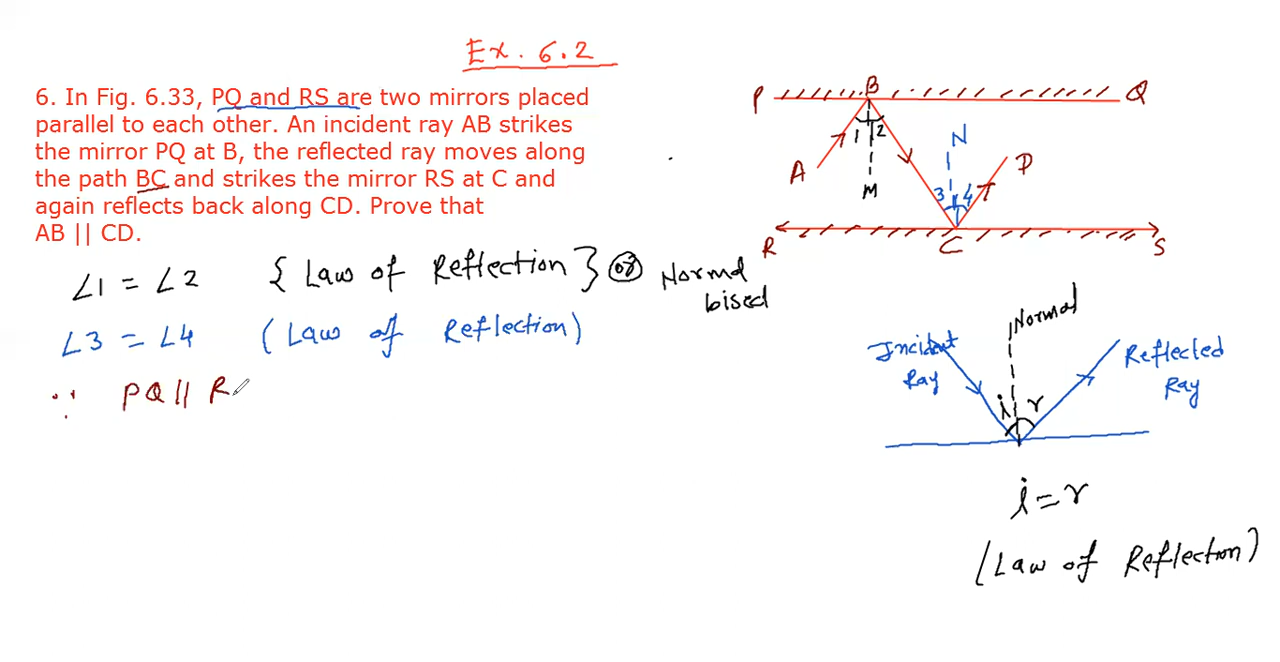 Ex. 6.2
6. In Fig. 6.33, PQ and RS are two mirrors placed
parallel to each other. An incident ray AB strikes
the mirror PQ at B, the reflected ray moves along
the path BC and strikes the mirror RS at C and
again reflects back along CD. Prove that
AB || CD.
∠1 = ∠2 { Law of Reflection } or Normal
bised
∠3 = ∠4 (Law of Reflection)
∵ PQ || R
P B Q
1 2
A M
N D
3 4
R C S
Normal
Incident
Ray
Reflected
Ray
i r
i = r
(Law of Reflection)